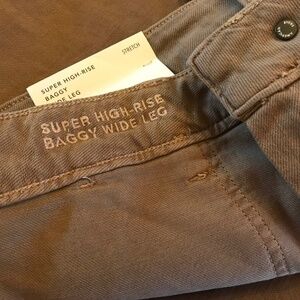 SUPER HIGH-RISE
BAGGY
WIDE LEG
STRETCH
SUPER HIGH-RISE
BAGGY WIDE LEG